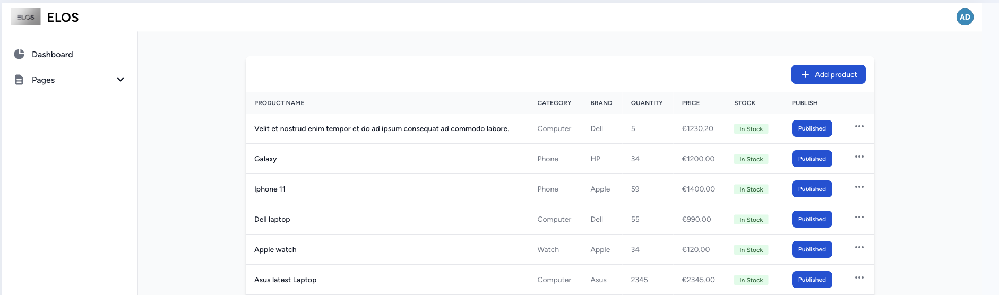 ELOS ELOS AD
Dashboard
Pages
Add product
PRODUCT NAME CATEGORY BRAND QUANTITY PRICE STOCK PUBLISH
Velit et nostrud enim tempor et do ad ipsum consequat ad commodo labore. Computer Dell 5 €1230.20 In Stock Published
Galaxy Phone HP 34 €1200.00 In Stock Published
Iphone 11 Phone Apple 59 €1400.00 In Stock Published
Dell laptop Computer Dell 55 €990.00 In Stock Published
Apple watch Watch Apple 34 €120.00 In Stock Published
Asus latest Laptop Computer Asus 2345 €2345.00 In Stock Published